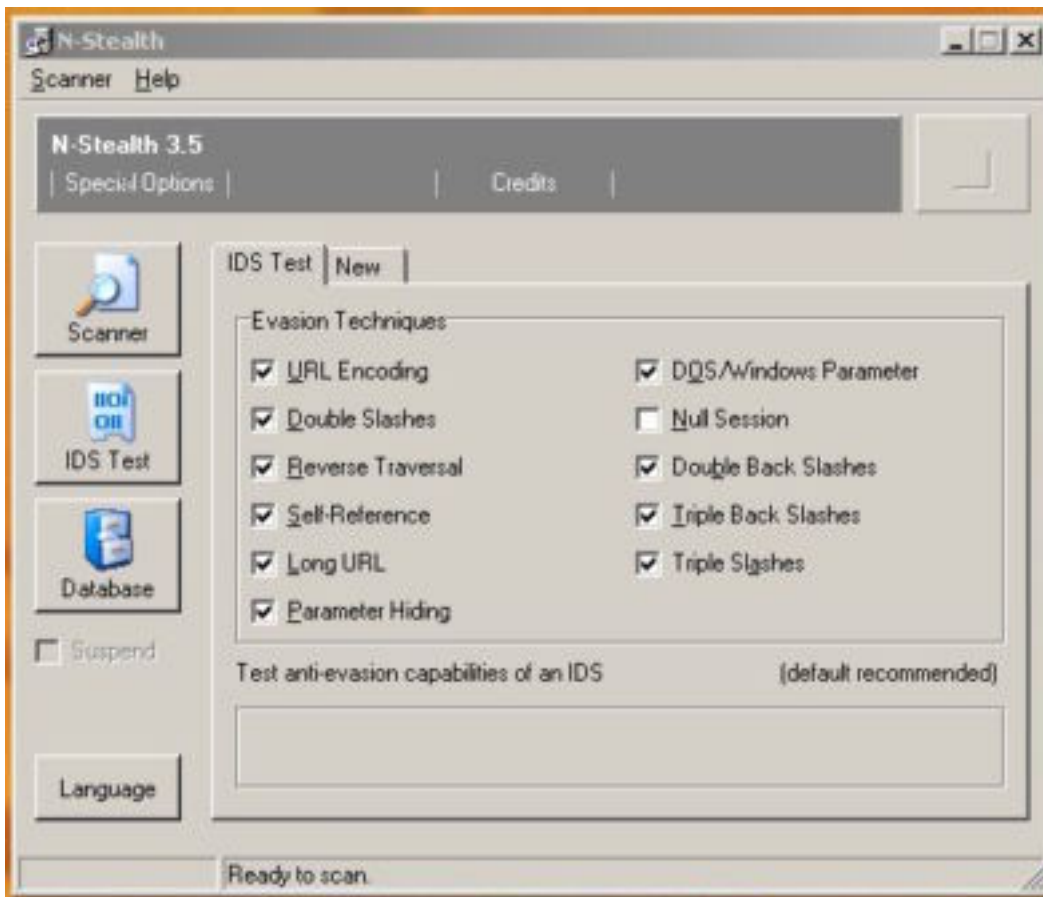 N-Stealth
Scanner Help
N-Stealth 3.5
| Special Options | | Credits |
Scanner
IDS Test
Database
Suspend
Language
IDS Test New
Evasion Techniques
URL Encoding
Double Slashes
Reverse Traversal
Self-Reference
Long URL
Parameter Hiding
DOS/Windows Parameter
Null Session
Double Back Slashes
Triple Back Slashes
Triple Slashes
Test anti-evasion capabilities of an IDS (default recommended)
Ready to scan.